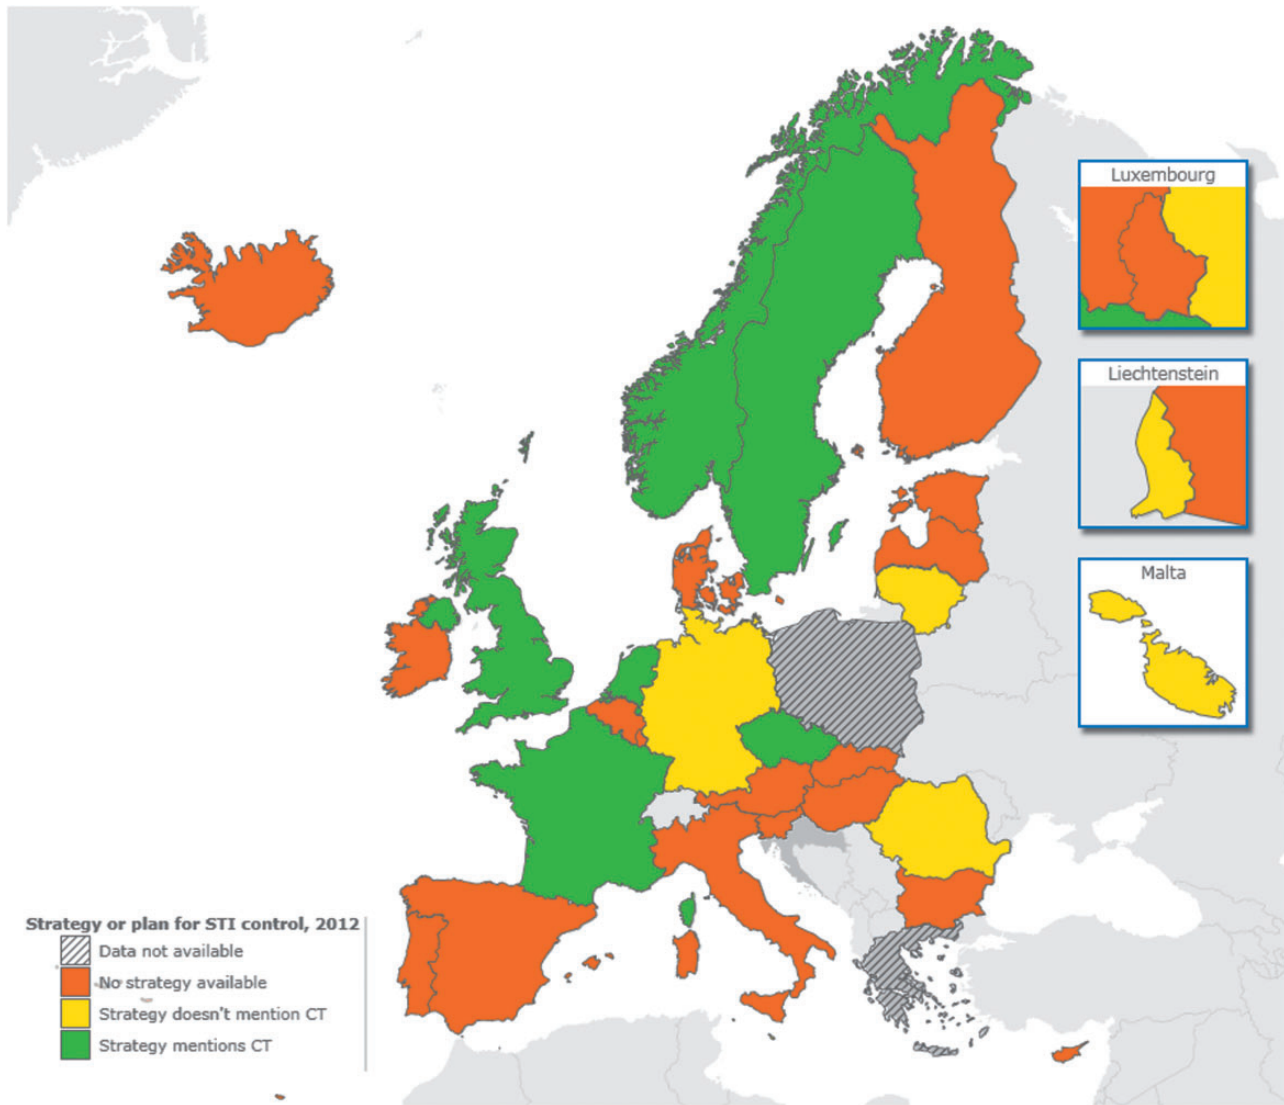 Luxembourg
Liechtenstein
Malta
Strategy or plan for STI control, 2012
Data not available
No strategy available
Strategy doesn't mention CT
Strategy mentions CT